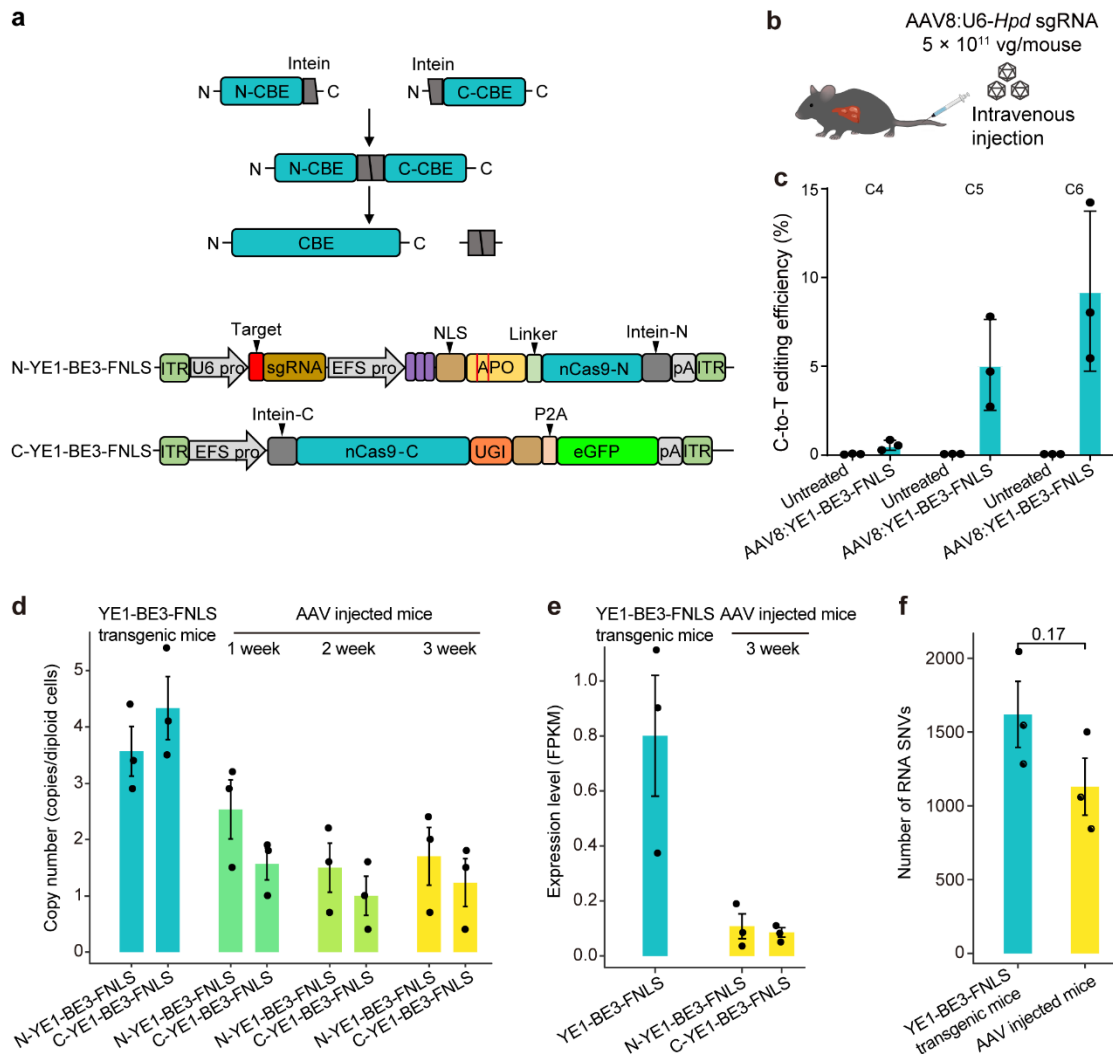 a
Intein
Intein
N N-CBE C
N C-CBE C
N N-CBE C-CBE C
N CBE C
Target
NLS
Linker
Intein-N
N-YE1-BE3-FNLS ITR U6 pro sgRNA EFS pro APO nCas9-N pA ITR
Intein-C
P2A
C-YE1-BE3-FNLS ITR EFS pro nCas9-C UGI eGFP pA ITR
b
AAV8:U6-Hpd sgRNA
5 × 10¹¹ vg/mouse
Intravenous
injection
c
C4 C5 C6
C-to-T editing efficiency (%)
15
10
5
0
Untreated
AAV8:YE1-BE3-FNLS
Untreated
AAV8:YE1-BE3-FNLS
Untreated
AAV8:YE1-BE3-FNLS
d
YE1-BE3-FNLS
transgenic mice
AAV injected mice
1 week 2 week 3 week
Copy number (copies/diploid cells)
5
4
3
2
1
0
N-YE1-BE3-FNLS
C-YE1-BE3-FNLS
N-YE1-BE3-FNLS
C-YE1-BE3-FNLS
N-YE1-BE3-FNLS
C-YE1-BE3-FNLS
N-YE1-BE3-FNLS
C-YE1-BE3-FNLS
e
YE1-BE3-FNLS
transgenic mice
AAV injected mice
3 week
Expression level (FPKM)
1.0
0.8
0.6
0.4
0.2
0.0
YE1-BE3-FNLS
N-YE1-BE3-FNLS
C-YE1-BE3-FNLS
f
0.17
Number of RNA SNVs
2000
1500
1000
500
0
YE1-BE3-FNLS
transgenic mice
AAV injected mice